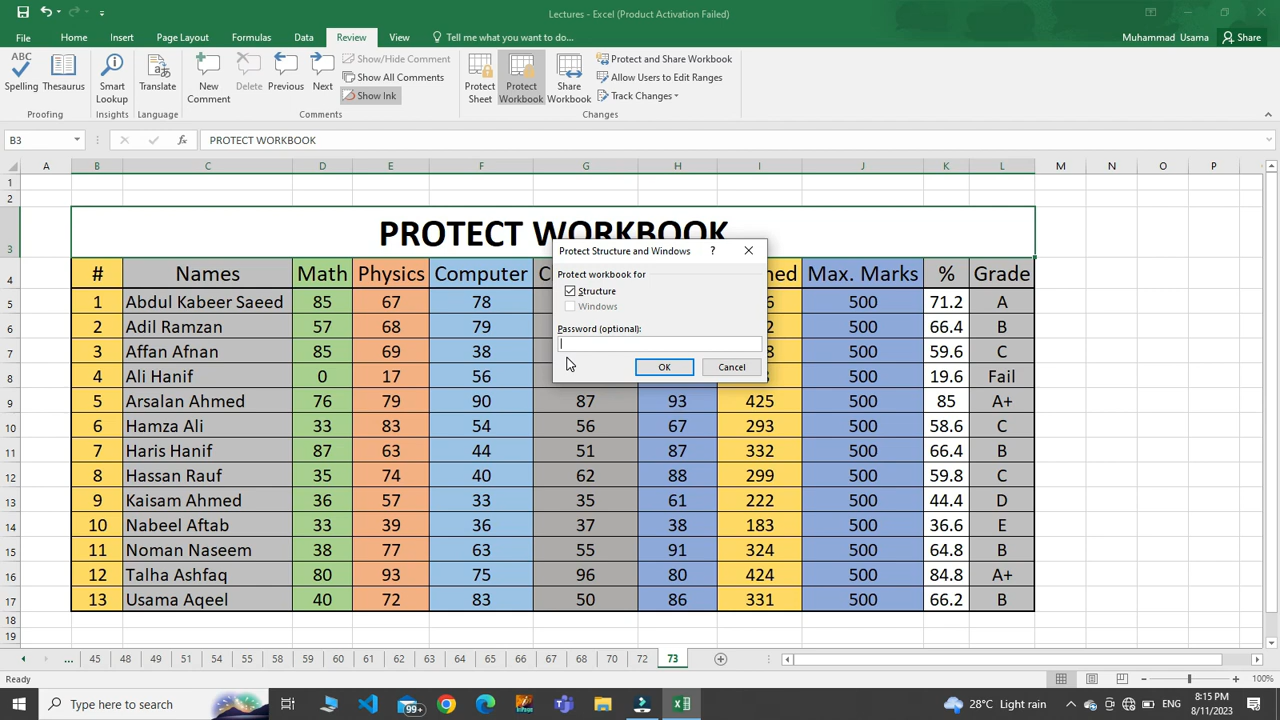 Lectures - Excel (Product Activation Failed)
File Home Insert Page Layout Formulas Data Review View Tell me what you want to do... Muhammad Usama Share
ABC
Spelling Thesaurus Smart Lookup Translate New Comment Delete Previous Next Show/Hide Comment Protect Sheet Protect Workbook Share Workbook Protect and Share Workbook
Show All Comments Allow Users to Edit Ranges
Show Ink Track Changes
Proofing Insights Language Comments Changes
B3 fx PROTECT WORKBOOK
A B C D E F G H I J K L M N O P
1
2
3 PROTECT WORKBOOK
4 # Names Math Physics Computer Max. Marks % Grade
5 1 Abdul Kabeer Saeed 85 67 78 500 71.2 A
6 2 Adil Ramzan 57 68 79 500 66.4 B
7 3 Affan Afnan 85 69 38 500 59.6 C
8 4 Ali Hanif 0 17 56 500 19.6 Fail
9 5 Arsalan Ahmed 76 79 90 87 93 425 500 85 A+
10 6 Hamza Ali 33 83 54 56 67 293 500 58.6 C
11 7 Haris Hanif 87 63 44 51 87 332 500 66.4 B
12 8 Hassan Rauf 35 74 40 62 88 299 500 59.8 C
13 9 Kaisam Ahmed 36 57 33 35 61 222 500 44.4 D
14 10 Nabeel Aftab 33 39 36 37 38 183 500 36.6 E
15 11 Noman Naseem 38 77 63 55 91 324 500 64.8 B
16 12 Talha Ashfaq 80 93 75 96 80 424 500 84.8 A+
17 13 Usama Aqeel 40 72 83 50 86 331 500 66.2 B
18
19
Protect Structure and Windows ?
Protect workbook for
Structure
Windows
Password (optional):
OK Cancel
... 45 48 49 51 54 55 58 59 60 61 62 63 64 65 66 67 68 70 72 73
Ready 100%
Type here to search 99+ 28°C Light rain ENG 8:15 PM
8/11/2023